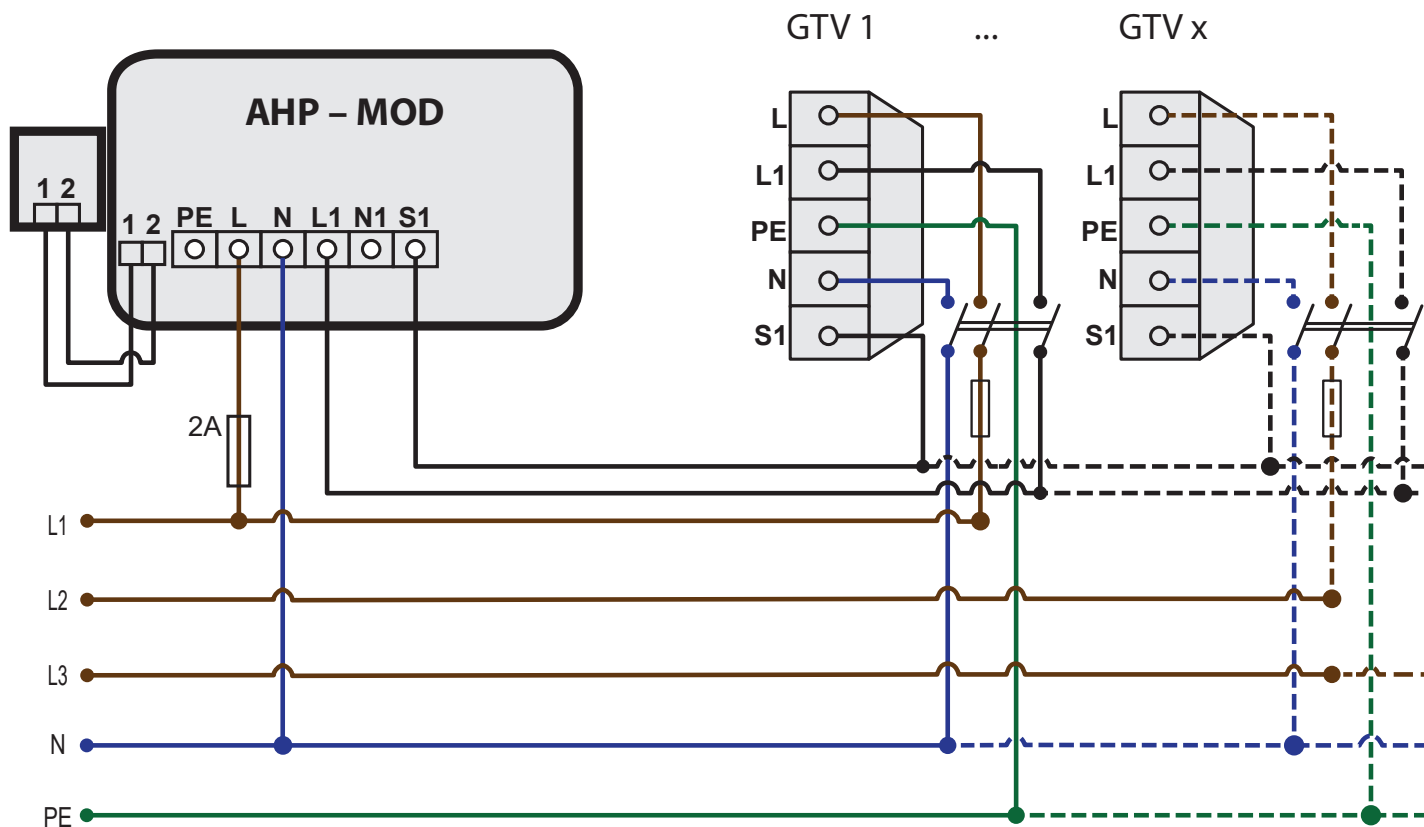 GTV 1 ... GTV x
AHP – MOD
1 2
1 2 PE L N L1 N1 S1
L
L1
PE
N
S1
L
L1
PE
N
S1
2A
L1
L2
L3
N
PE